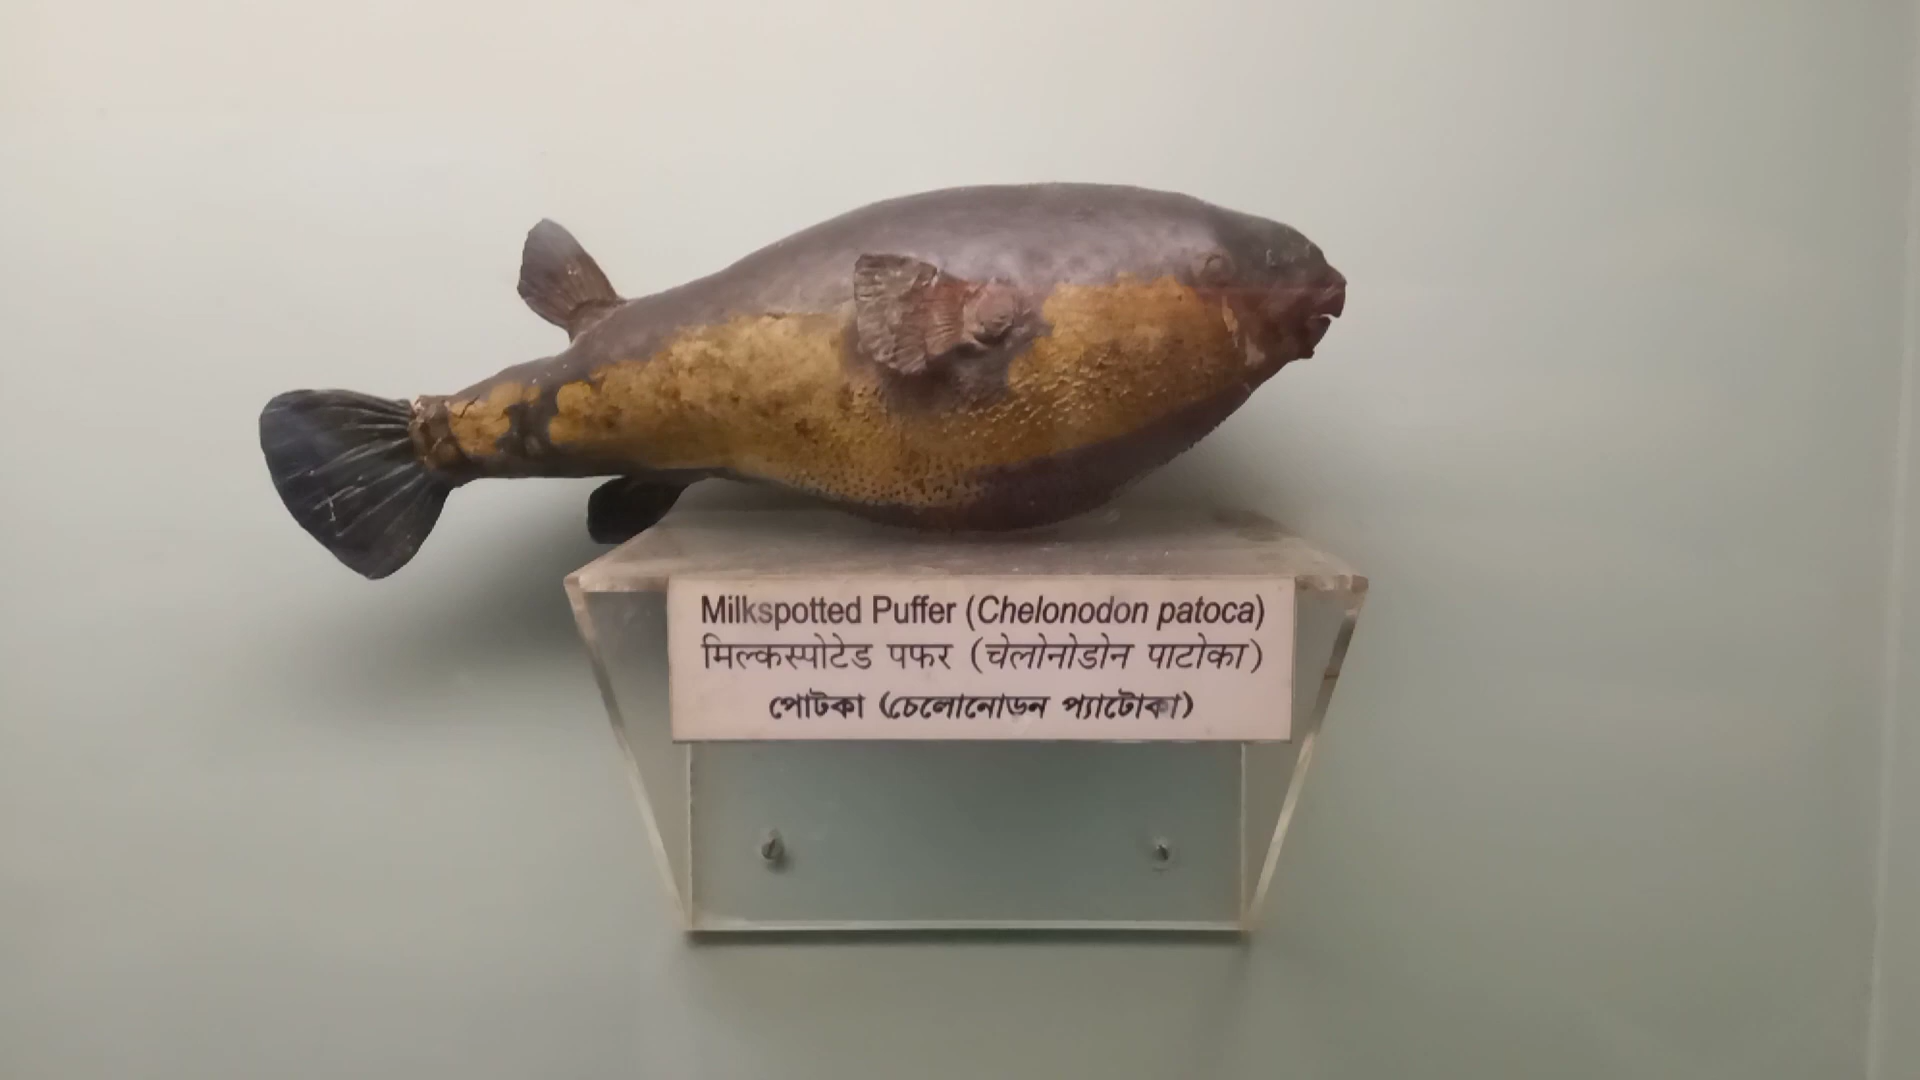 Milkspotted Puffer (Chelonodon patoca)
मिल्कस्पोटेड पफर (चेलोनोडोन पाटोका)
পোটকা (চেলোনোডন প্যাটোকা)